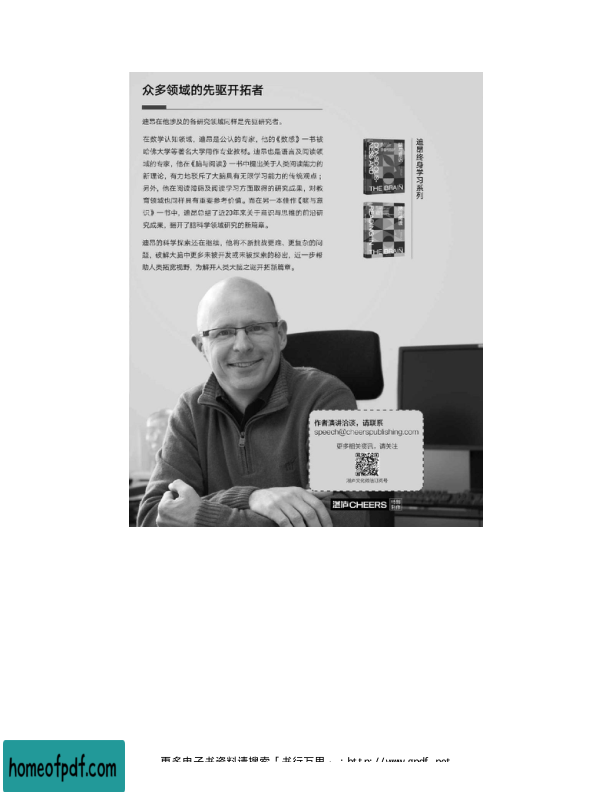 众多领域的先驱开拓者
迪昂在他涉及的各研究领域同样是先驱研究者。
在数学认知领域，迪昂是公认的专家，他的《数感》一书被
哈佛大学等著名大学用作专业教材。迪昂也是语言及阅读领
域的专家，他在《脑与阅读》一书中提出关于人类阅读能力的
新理论，有力地驳斥了大脑具有无限学习能力的传统观点；
另外，他在阅读障碍及阅读学习方面取得的研究成果，对教
育领域也同样具有重要参考价值。而在另一本佳作《脑与意
识》一书中，迪昂总结了近20年来关于意识与思维的前沿研
究成果，翻开了脑科学领域研究的新篇章。
迪昂的科学探索还在继续，他将不断挑战更难、更复杂的问
题，破解大脑中更多未被开发或未被探索的秘密，进一步帮
助人类拓宽视野，为解开人类大脑之谜开拓新篇章。
迪昂终身学习系列
THE BRAIN
THE BRAIN
作者演讲洽谈，请联系
speech@cheerspublishing.com
更多相关资讯，请关注
湛庐文化微信订阅号
湛庐CHEERS
homeofpdf.com
更多电子书资料请搜索「书行万里」：http://www.gpdf.net